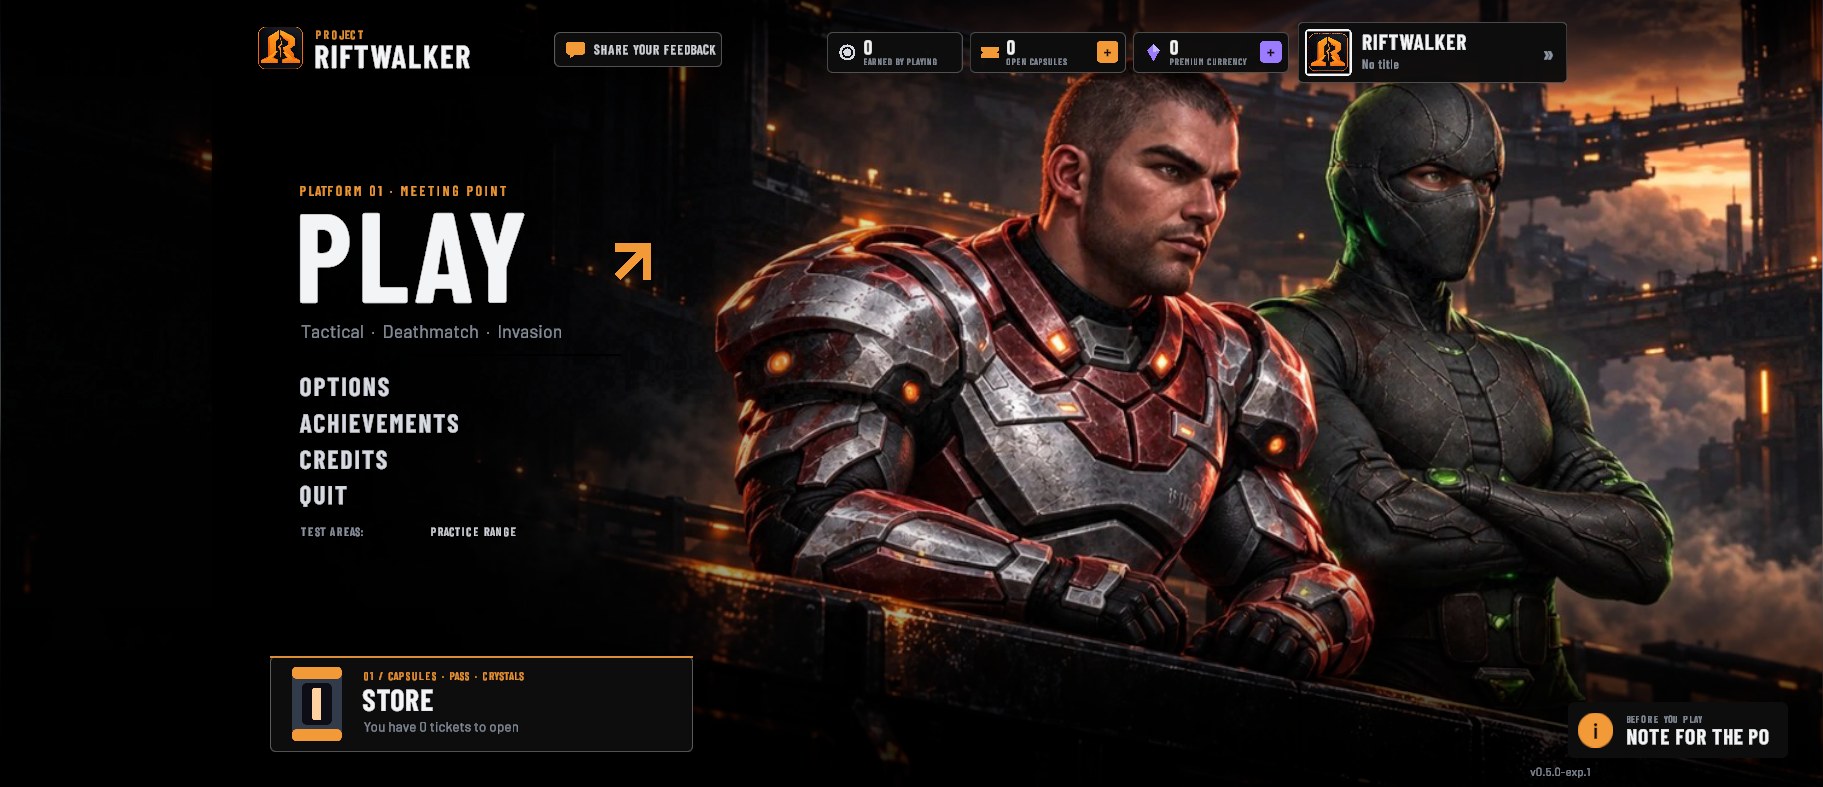 PROJECT
RIFTWALKER
SHARE YOUR FEEDBACK
0
EARNED BY PLAYING
0
OPEN CAPSULES
+
0
PREMIUM CURRENCY
+
RIFTWALKER
No title
»
PLATFORM 01 · MEETING POINT
PLAY
Tactical · Deathmatch · Invasion
OPTIONS
ACHIEVEMENTS
CREDITS
QUIT
TEST AREAS: PRACTICE RANGE
01 / CAPSULES · PASS · CRYSTALS
STORE
You have 0 tickets to open
i
BEFORE YOU PLAY
NOTE FOR THE PO
v0.5.0-exp.1